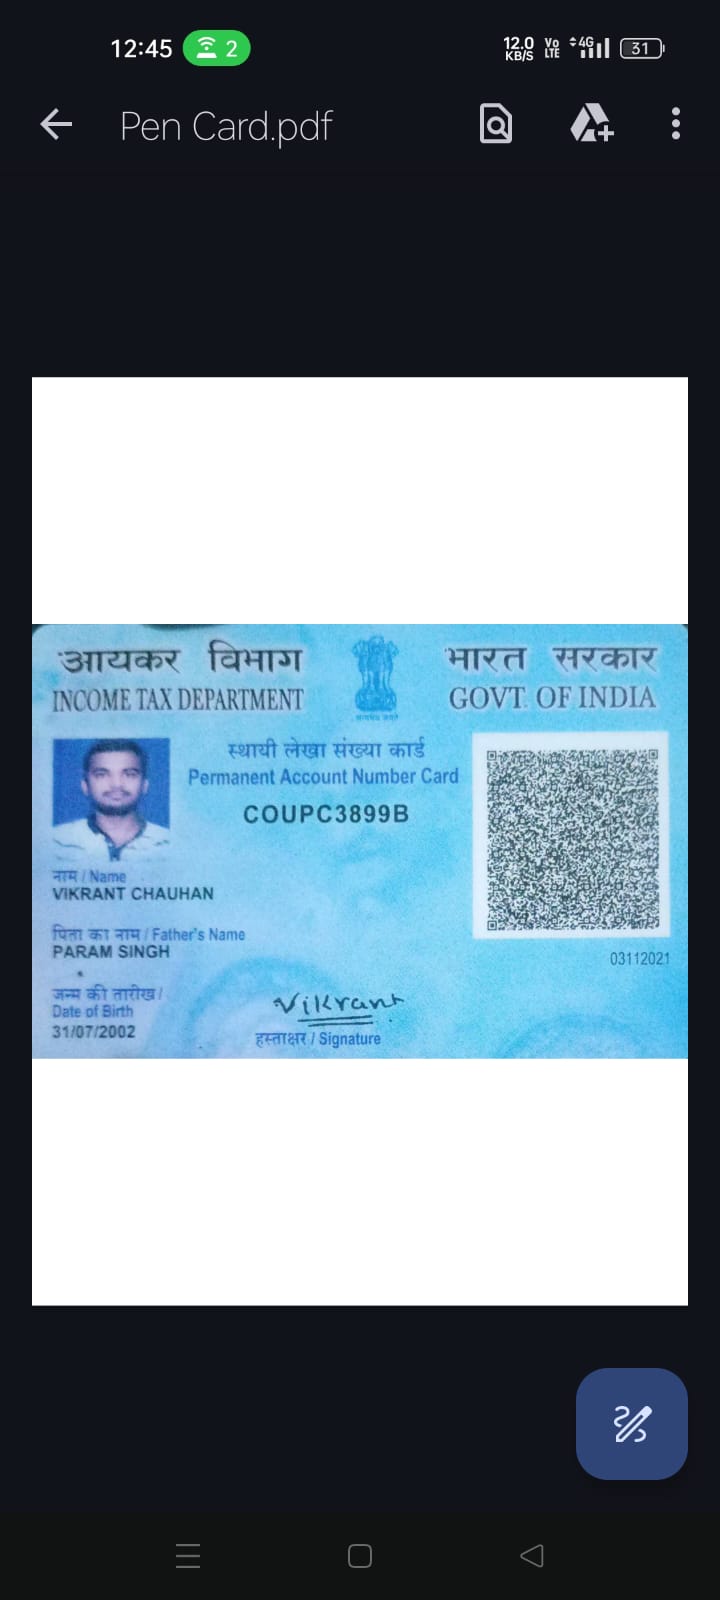 12:45
2
12.0
KB/S
Vo
LTE
4G
31
Pen Card.pdf
आयकर विभाग
INCOME TAX DEPARTMENT
भारत सरकार
GOVT. OF INDIA
सत्यमेव जयते
स्थायी लेखा संख्या कार्ड
Permanent Account Number Card
COUPC3899B
नाम / Name
VIKRANT CHAUHAN
पिता का नाम / Father's Name
PARAM SINGH
03112021
जन्म की तारीख /
Date of Birth
31/07/2002
Vikrant
हस्ताक्षर / Signature